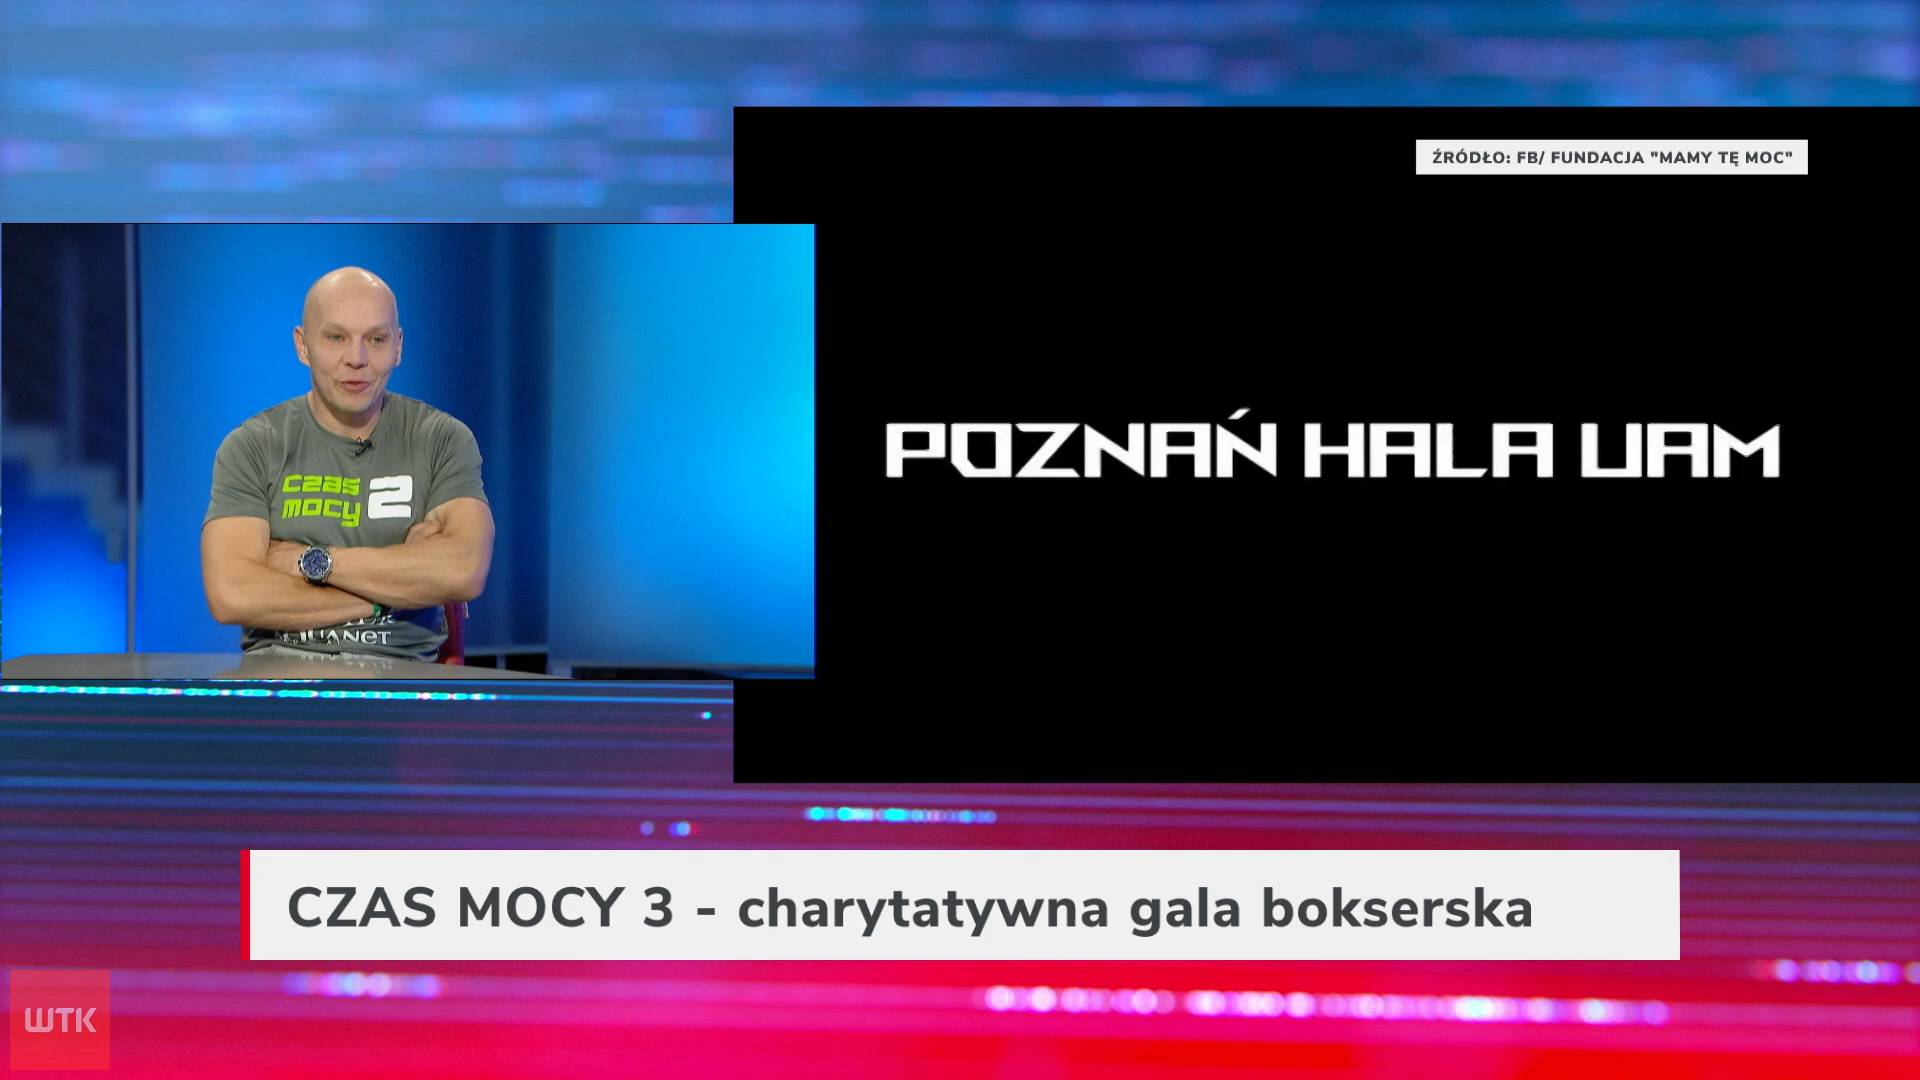 ŹRÓDŁO: FB/ FUNDACJA "MAMY TĘ MOC"
POZNAŃ HALA UAM
czas
mocy 2
CZAS MOCY 3 - charytatywna gala bokserska
WTK